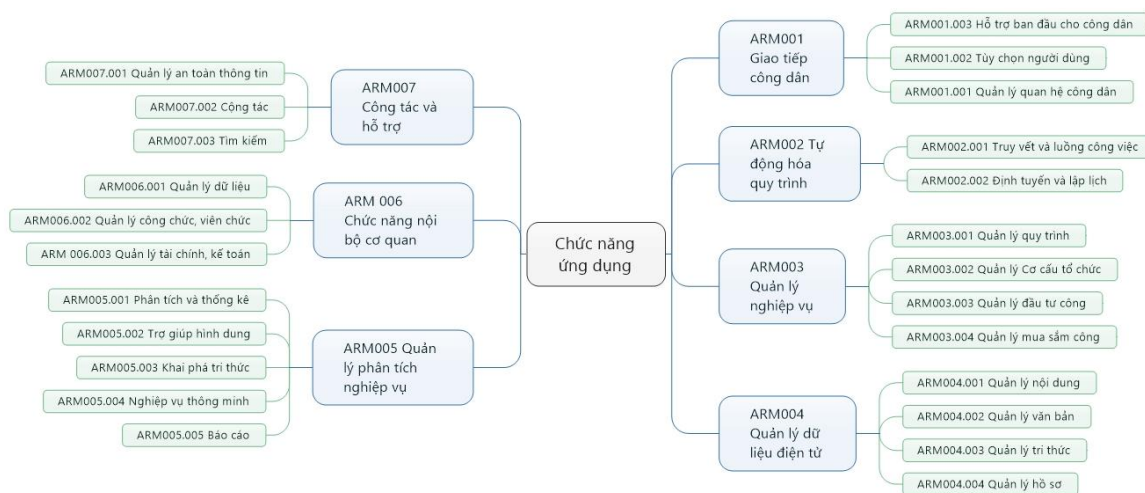 Chức năng
ứng dụng
ARM001
Giao tiếp
công dân
ARM001.003 Hỗ trợ ban đầu cho công dân
ARM001.002 Tùy chọn người dùng
ARM001.001 Quản lý quan hệ công dân
ARM002 Tự
động hóa
quy trình
ARM002.001 Truy vết và luồng công việc
ARM002.002 Định tuyến và lập lịch
ARM003
Quản lý
nghiệp vụ
ARM003.001 Quản lý quy trình
ARM003.002 Quản lý Cơ cấu tổ chức
ARM003.003 Quản lý đầu tư công
ARM003.004 Quản lý mua sắm công
ARM004
Quản lý dữ
liệu điện tử
ARM004.001 Quản lý nội dung
ARM004.002 Quản lý văn bản
ARM004.003 Quản lý tri thức
ARM004.004 Quản lý hồ sơ
ARM007
Công tác và
hỗ trợ
ARM007.001 Quản lý an toàn thông tin
ARM007.002 Cộng tác
ARM007.003 Tìm kiếm
ARM 006
Chức năng nội
bộ cơ quan
ARM006.001 Quản lý dữ liệu
ARM006.002 Quản lý công chức, viên chức
ARM 006.003 Quản lý tài chính, kế toán
ARM005 Quản
lý phân tích
nghiệp vụ
ARM005.001 Phân tích và thống kê
ARM005.002 Trợ giúp hình dung
ARM005.003 Khai phá tri thức
ARM005.004 Nghiệp vụ thông minh
ARM005.005 Báo cáo